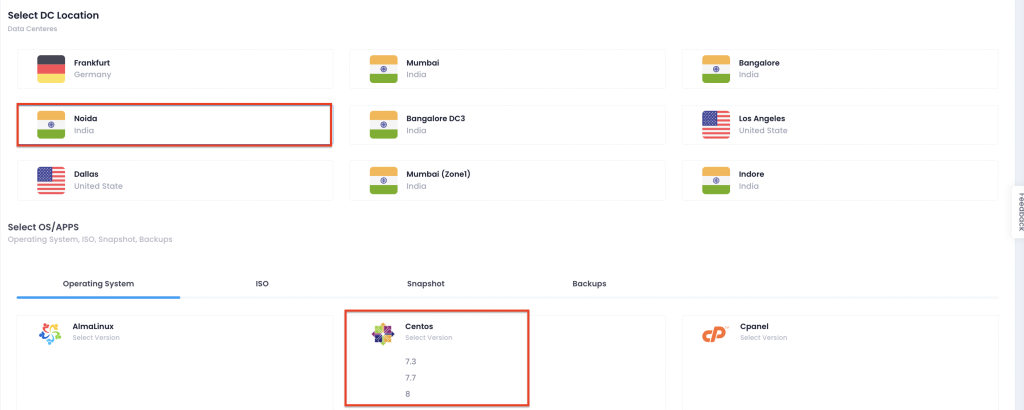 Select DC Location
Data Centeres
Frankfurt
Germany
Mumbai
India
Bangalore
India
Noida
India
Bangalore DC3
India
Los Angeles
United State
Dallas
United State
Mumbai (Zone1)
India
Indore
India
Feedback
Select OS/APPS
Operating System, ISO, Snapshot, Backups
Operating System
ISO
Snapshot
Backups
AlmaLinux
Select Version
Centos
Select Version
7.3
7.7
8
cP
Cpanel
Select Version